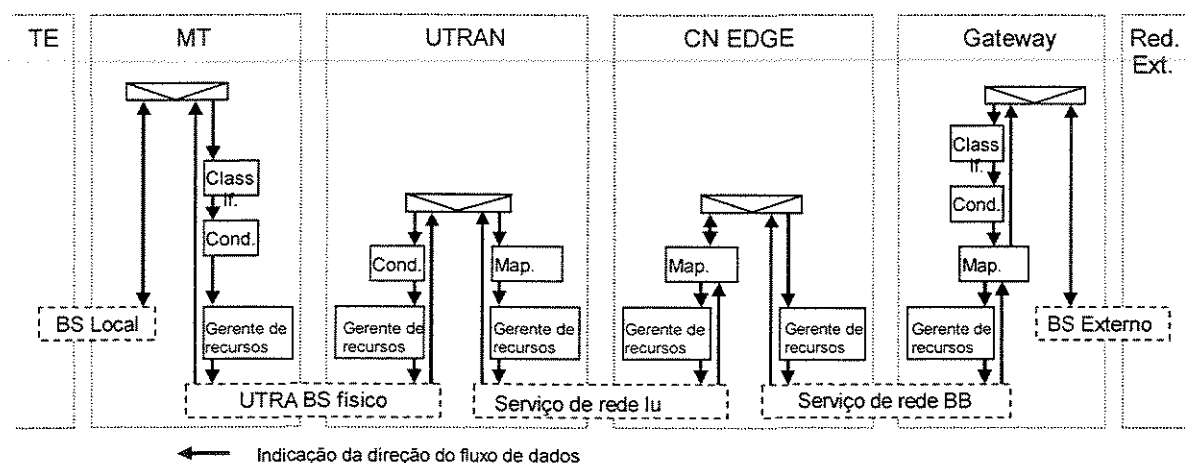 TE
MT
UTRAN
CN EDGE
Gateway
Red.
Ext.
Class
If.
Cond.
Gerente de
recursos
Cond.
Gerente de
recursos
Map.
Gerente de
recursos
Map.
Gerente de
recursos
Gerente de
recursos
Class
If.
Cond.
Map.
Gerente de
recursos
BS Local
BS Externo
UTRA BS físico
Serviço de rede Iu
Serviço de rede BB
Indicação da direção do fluxo de dados